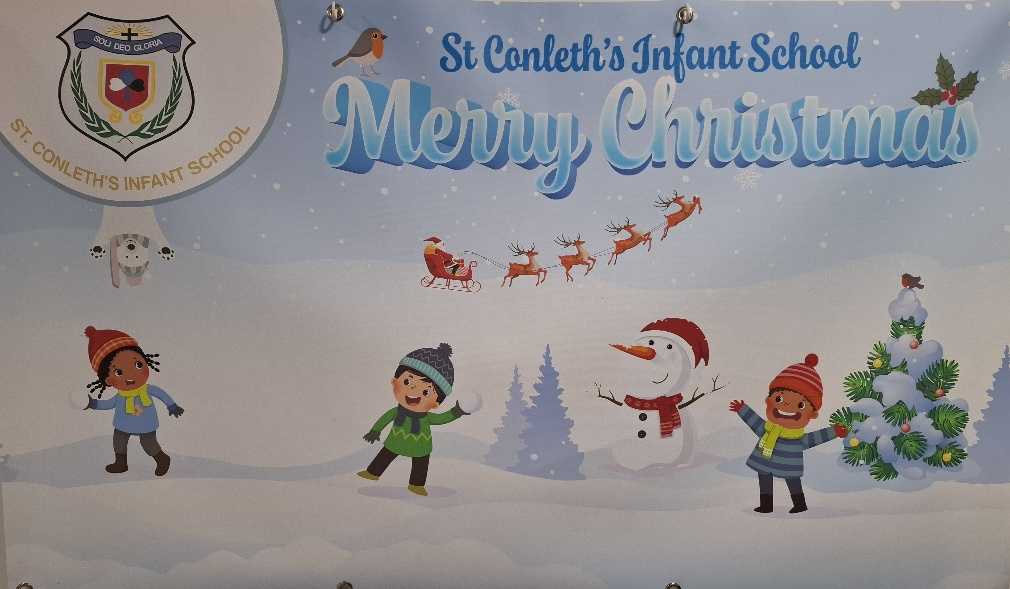 SOLI DEO GLORIA
ST. CONLETH'S INFANT SCHOOL
St Conleth's Infant School
Merry Christmas